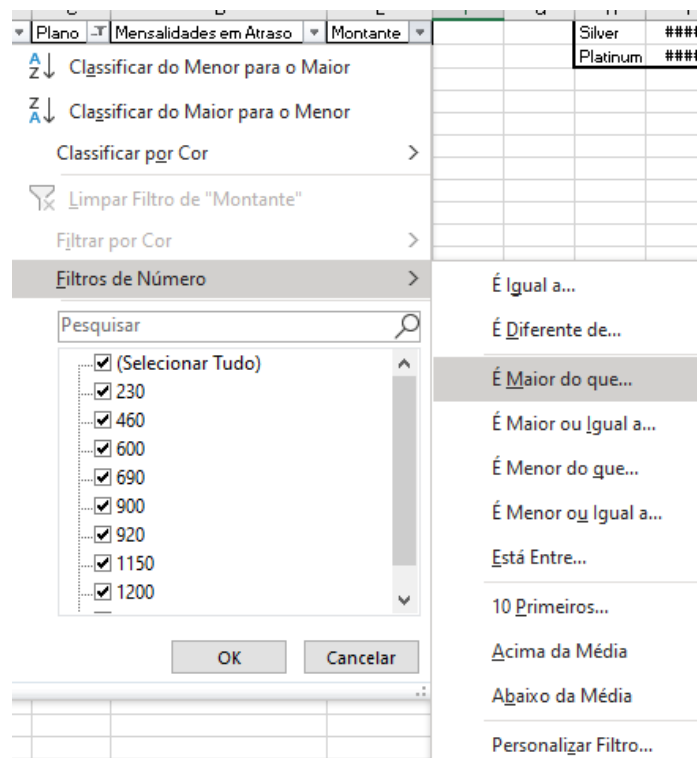 Plano Mensalidades em Atraso Montante
Silver ####
Platinum ####
Classificar do Menor para o Maior
Classificar do Maior para o Menor
Classificar por Cor
Limpar Filtro de "Montante"
Filtrar por Cor
Filtros de Número
Pesquisar
(Selecionar Tudo)
230
460
600
690
900
920
1150
1200
OK Cancelar
É Igual a...
É Diferente de...
É Maior do que...
É Maior ou Igual a...
É Menor do que...
É Menor ou Igual a...
Está Entre...
10 Primeiros...
Acima da Média
Abaixo da Média
Personalizar Filtro...